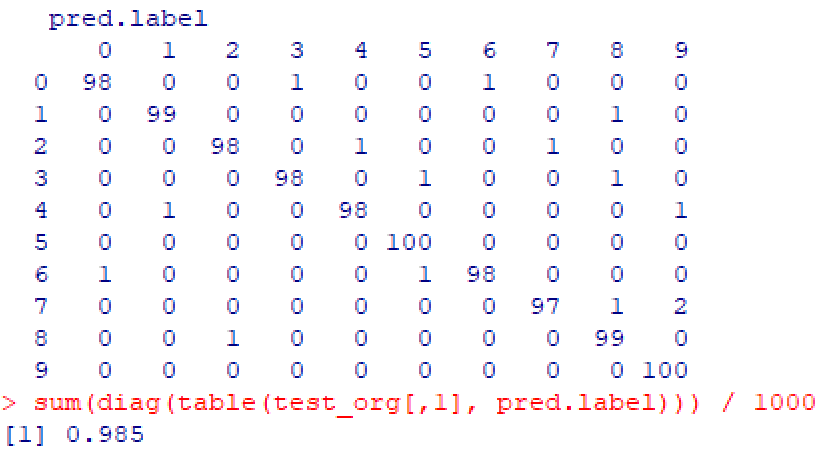 pred.label
      0   1   2   3   4   5   6   7   8   9
  0  98   0   0   1   0   0   1   0   0   0
  1   0  99   0   0   0   0   0   0   1   0
  2   0   0  98   0   1   0   0   1   0   0
  3   0   0   0  98   0   1   0   0   1   0
  4   0   1   0   0  98   0   0   0   0   1
  5   0   0   0   0   0 100   0   0   0   0
  6   1   0   0   0   0   1  98   0   0   0
  7   0   0   0   0   0   0   0  97   1   2
  8   0   0   1   0   0   0   0   0  99   0
  9   0   0   0   0   0   0   0   0   0 100
> sum(diag(table(test_org[,1], pred.label))) / 1000
[1] 0.985